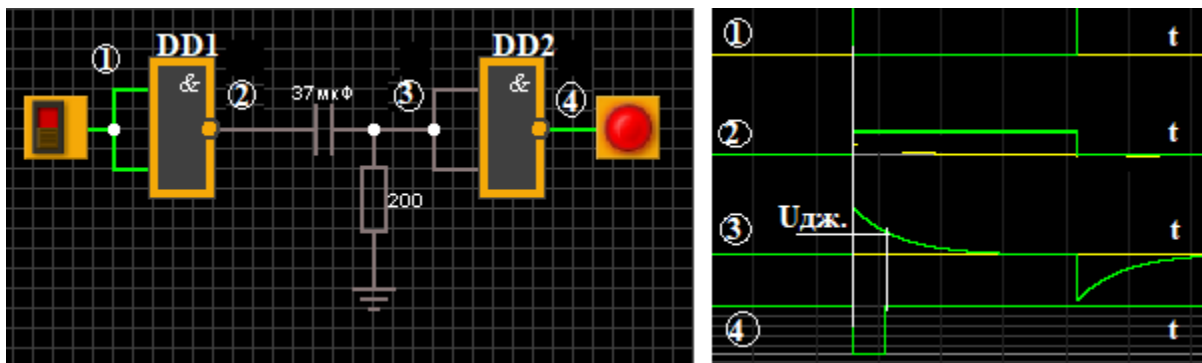 ① DD1 & ② 37мкФ ③ DD2 & ④
200
① t
② t
③ Uдж. t
④ t